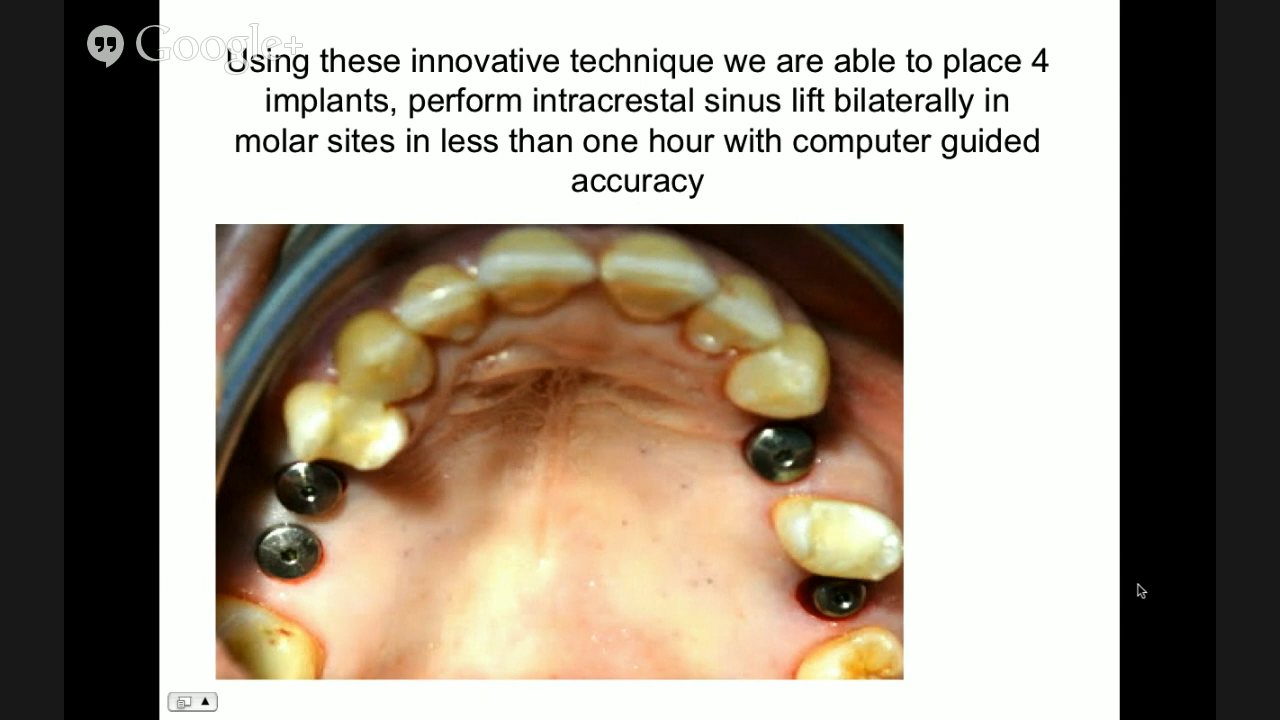 Google+
Using these innovative technique we are able to place 4
implants, perform intracrestal sinus lift bilaterally in
molar sites in less than one hour with computer guided
accuracy